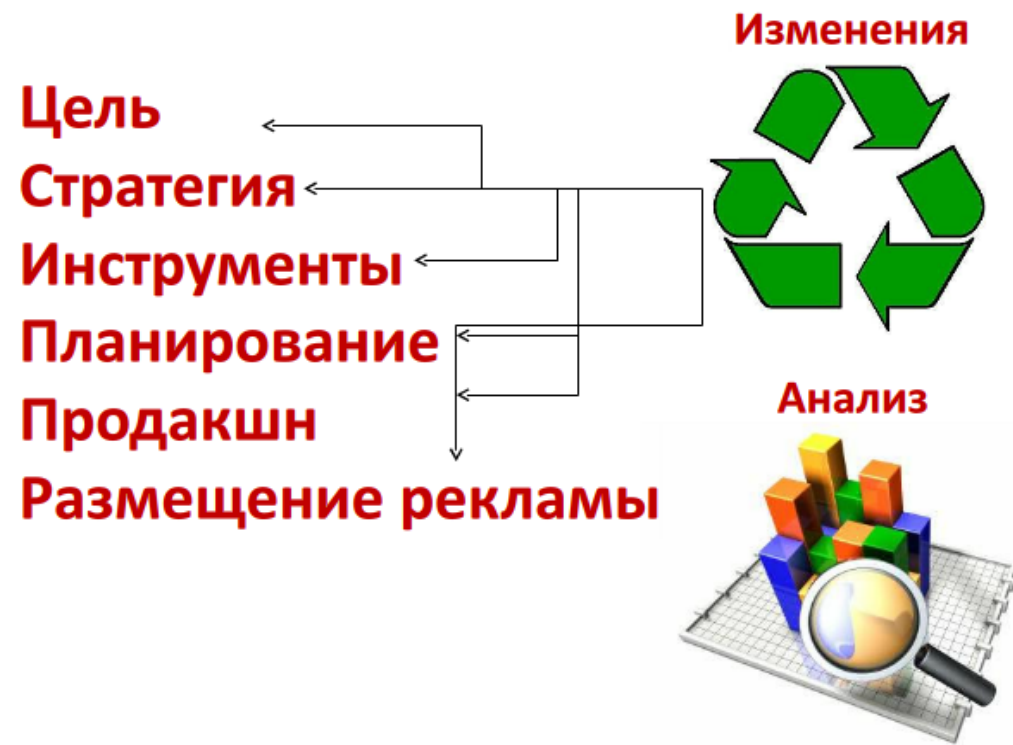 Изменения
Цель
Стратегия
Инструменты
Планирование
Продакшн
Размещение рекламы
Анализ